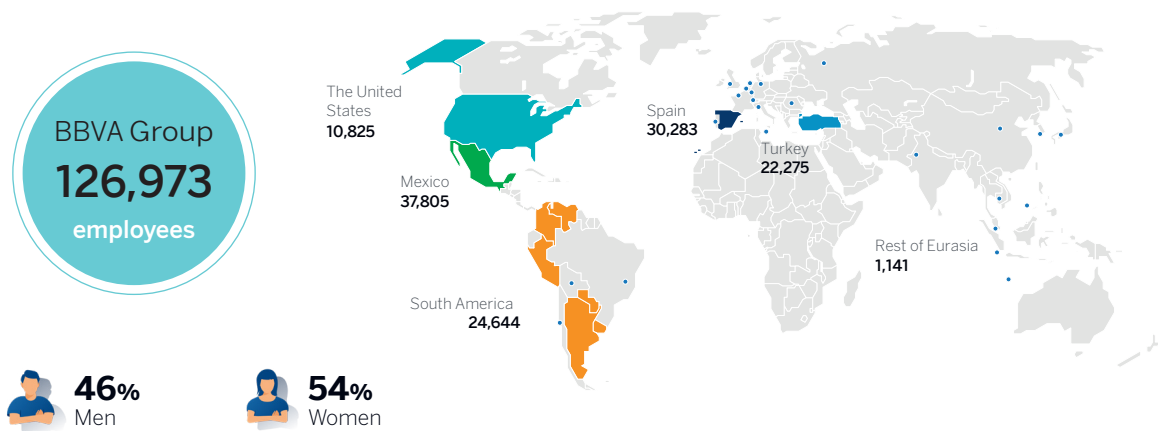 BBVA Group
126,973
employees
The United
States
10,825
Mexico
37,805
South America
24,644
Spain
30,283
Turkey
22,275
Rest of Eurasia
1,141
46%
Men
54%
Women